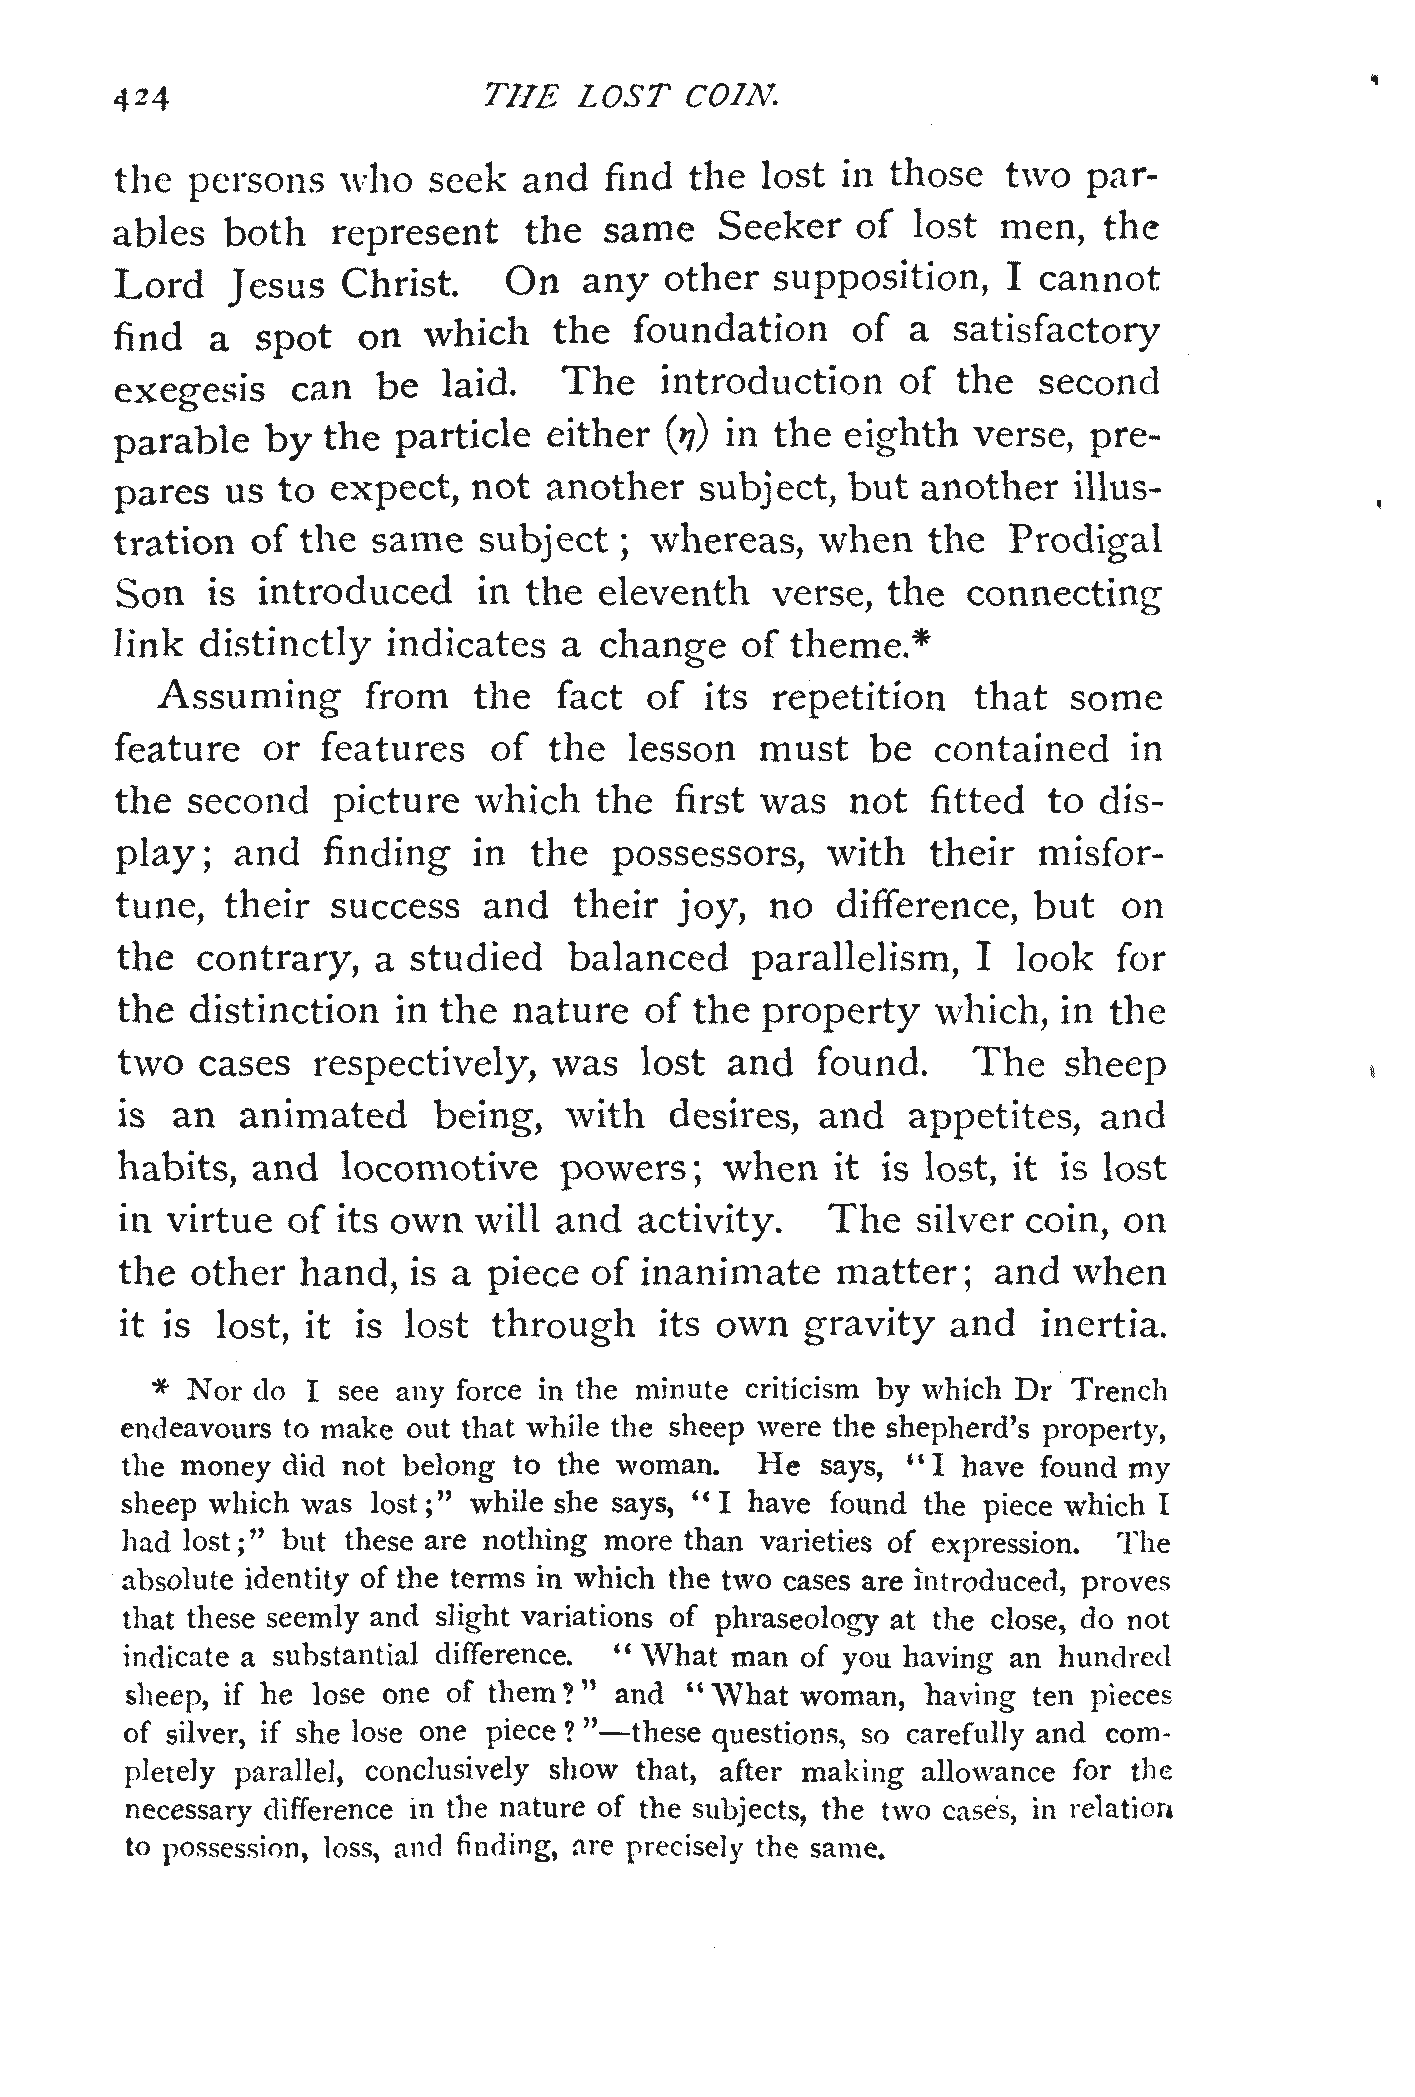 424 THE LOST COIN.
the persons who seek and find the lost in those two par-
ables both represent the same Seeker of lost men, the
Lord Jesus Christ. On any other supposition, I cannot
find a spot on which the foundation of a satisfactory
exegesis can be laid. The introduction of the second
parable by the particle either (η) in the eighth verse, pre-
pares us to expect, not another subject, but another illus-
tration of the same subject ; whereas, when the Prodigal
Son is introduced in the eleventh verse, the connecting
link distinctly indicates a change of theme.*
Assuming from the fact of its repetition that some
feature or features of the lesson must be contained in
the second picture which the first was not fitted to dis-
play; and finding in the possessors, with their misfor-
tune, their success and their joy, no difference, but on
the contrary, a studied balanced parallelism, I look for
the distinction in the nature of the property which, in the
two cases respectively, was lost and found. The sheep
is an animated being, with desires, and appetites, and
habits, and locomotive powers; when it is lost, it is lost
in virtue of its own will and activity. The silver coin, on
the other hand, is a piece of inanimate matter; and when
it is lost, it is lost through its own gravity and inertia.
* Nor do I see any force in the minute criticism by which Dr Trench
endeavours to make out that while the sheep were the shepherd's property,
the money did not belong to the woman. He says, "I have found my
sheep which was lost;" while she says, "I have found the piece which I
had lost;" but these are nothing more than varieties of expression. The
absolute identity of the terms in which the two cases are introduced, proves
that these seemly and slight variations of phraseology at the close, do not
indicate a substantial difference. "What man of you having an hundred
sheep, if he lose one of them?" and "What woman, having ten pieces
of silver, if she lose one piece?"—these questions, so carefully and com-
pletely parallel, conclusively show that, after making allowance for the
necessary difference in the nature of the subjects, the two cases, in relation
to possession, loss, and finding, are precisely the same.